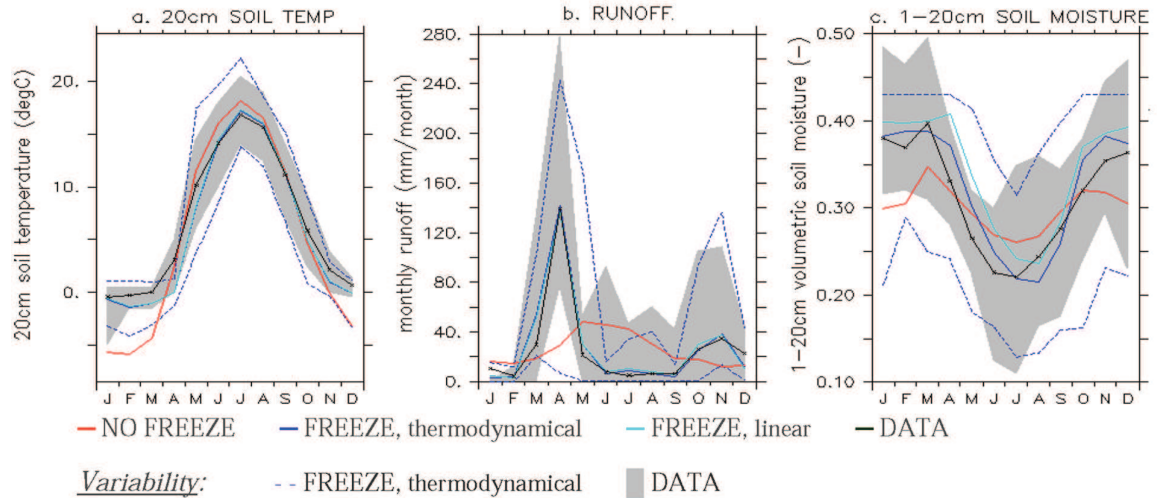 a. 20cm SOIL TEMP
b. RUNOFF.
c. 1-20cm SOIL MOISTURE
20cm soil temperature (degC)
20.
10.
0.
J F M A M J J A S O N D
monthly runoff (mm/month)
280.
240.
200.
160.
120.
80.
40.
0.
J F M A M J J A S O N D
1-20cm volumetric soil moisture (-)
0.50
0.40
0.30
0.20
0.10
J F M A M J J A S O N D
NO FREEZE
FREEZE, thermodynamical
FREEZE, linear
DATA
Variability:
FREEZE, thermodynamical
DATA